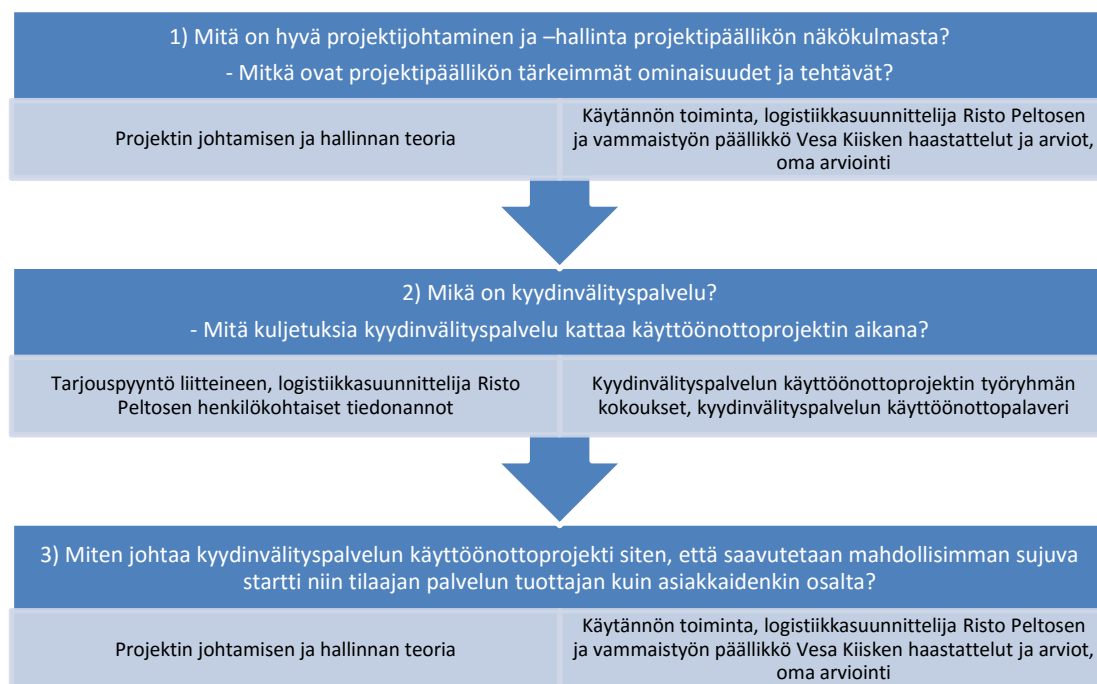 1) Mitä on hyvä projektijohtaminen ja –hallinta projektipäällikön näkökulmasta?
- Mitkä ovat projektipäällikön tärkeimmät ominaisuudet ja tehtävät?
Projektin johtamisen ja hallinnan teoria
Käytännön toiminta, logistiikkasuunnittelija Risto Peltosen
ja vammaistyön päällikkö Vesa Kiisken haastattelut ja arviot,
oma arviointi
2) Mikä on kyydinvälityspalvelu?
- Mitä kuljetuksia kyydinvälityspalvelu kattaa käyttöönottoprojektin aikana?
Tarjouspyyntö liitteineen, logistiikkasuunnittelija Risto
Peltosen henkilökohtaiset tiedonannot
Kyydinvälityspalvelun käyttöönottoprojektin työryhmän
kokoukset, kyydinvälityspalvelun käyttöönottopalaveri
3) Miten johtaa kyydinvälityspalvelun käyttöönottoprojekti siten, että saavutetaan mahdollisimman sujuva
startti niin tilaajan palvelun tuottajan kuin asiakkaidenkin osalta?
Projektin johtamisen ja hallinnan teoria
Käytännön toiminta, logistiikkasuunnittelija Risto Peltosen
ja vammaistyön päällikkö Vesa Kiisken haastattelut ja arviot,
oma arviointi